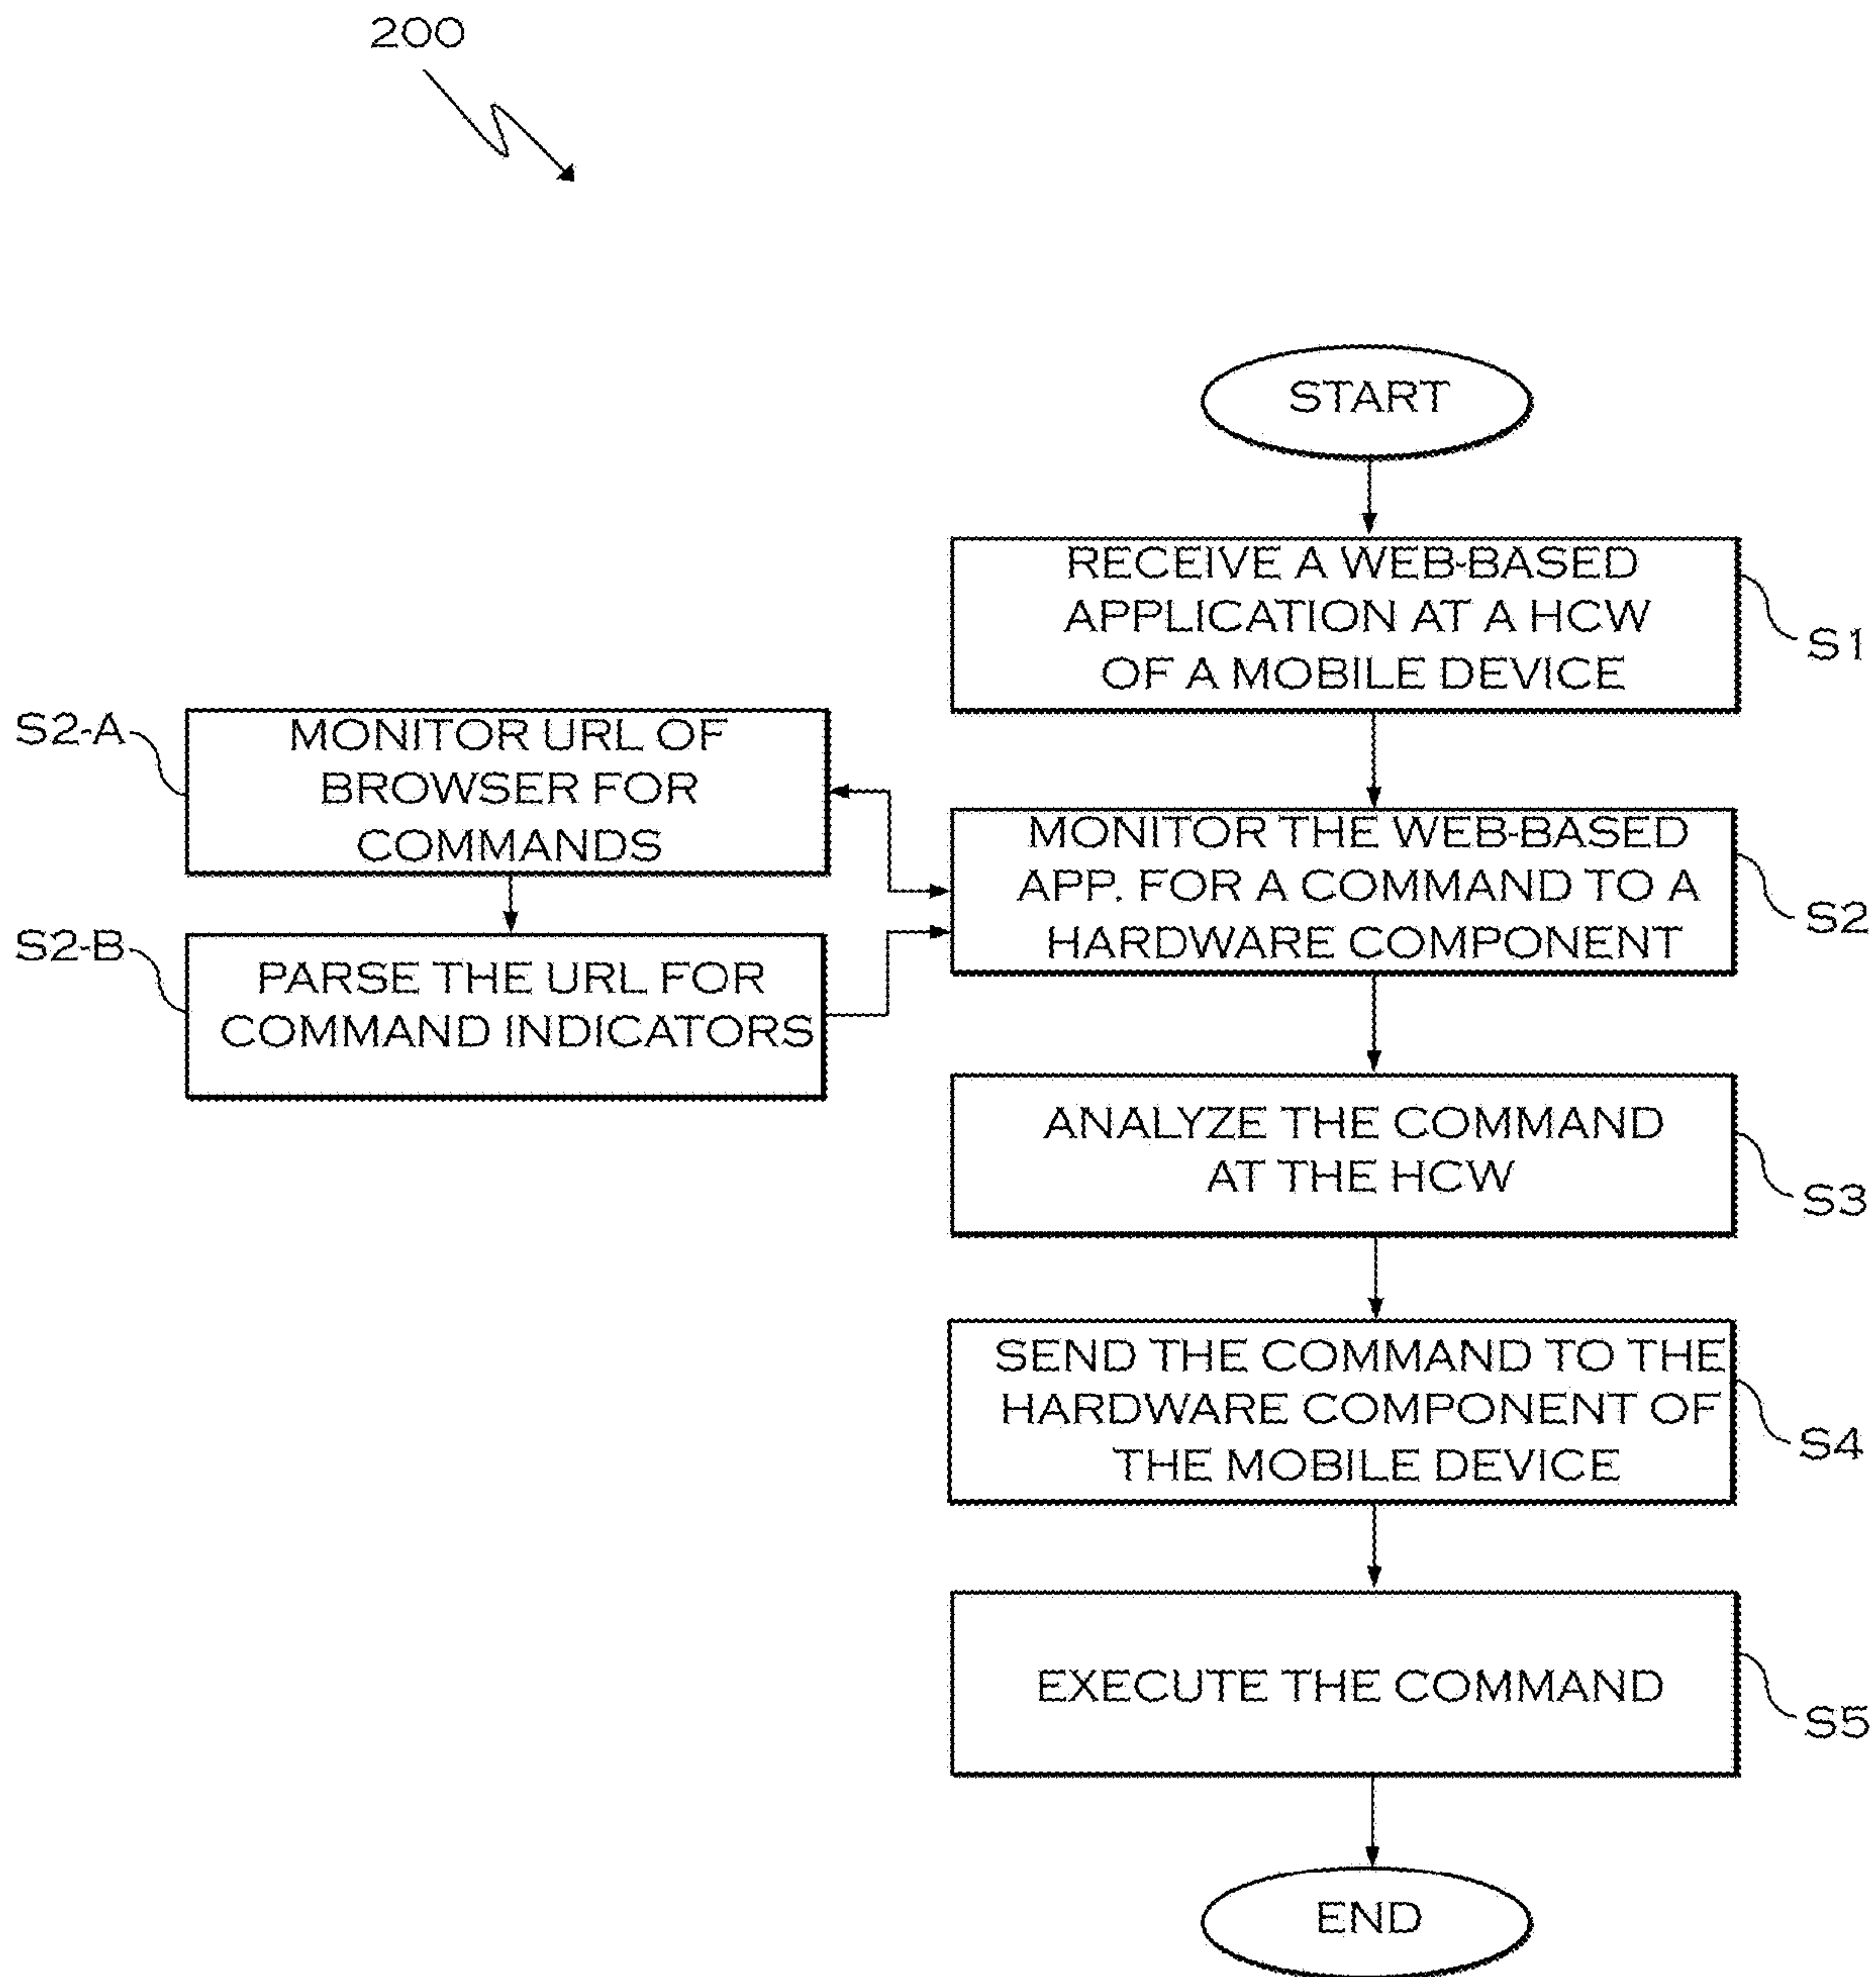 200
START
RECEIVE A WEB-BASED
APPLICATION AT A HCW
OF A MOBILE DEVICE
S1
S2-A
MONITOR URL OF
BROWSER FOR
COMMANDS
MONITOR THE WEB-BASED
APP. FOR A COMMAND TO A
HARDWARE COMPONENT
S2
S2-B
PARSE THE URL FOR
COMMAND INDICATORS
ANALYZE THE COMMAND
AT THE HCW
S3
SEND THE COMMAND TO THE
HARDWARE COMPONENT OF
THE MOBILE DEVICE
S4
EXECUTE THE COMMAND
S5
END